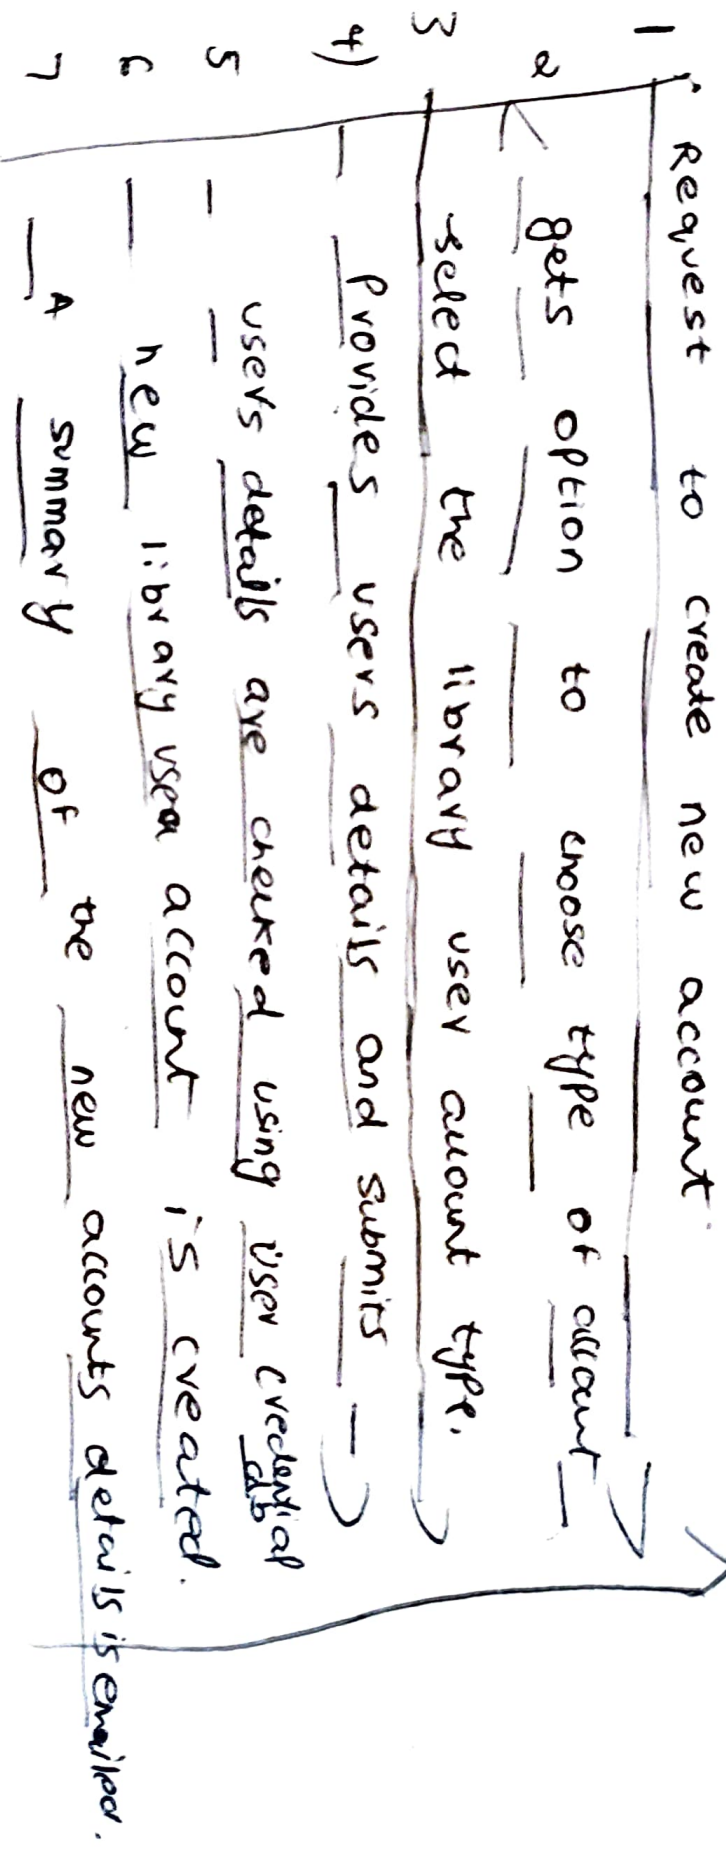 1 Request to create new account.
2 gets option to choose type of account
3 select the library user account type.
4) Provides users details and submits
5 users details are checked using user credential db
6 new library user account is created.
7 A summary of the new accounts details is emailed.